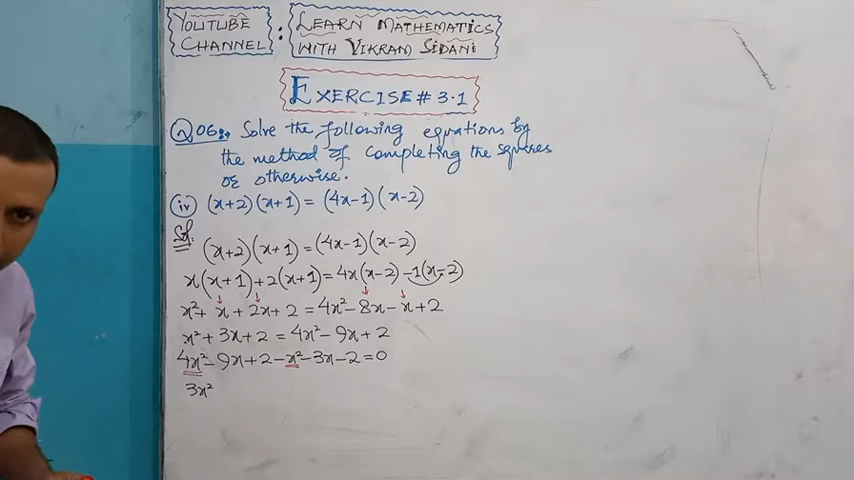 YOUTUBE CHANNEL : LEARN MATHEMATICS WITH VIKRAM SIDANI
EXERCISE # 3.1
Q06:. Solve the following equations by
the method of completing the squares
or otherwise.
(iv) (x+2)(x+1) = (4x-1)(x-2)
Sol:
(x+2)(x+1) = (4x-1)(x-2)
x(x+1)+2(x+1) = 4x(x-2) -1(x-2)
x²+ x + 2x + 2 = 4x² - 8x - x + 2
x² + 3x + 2 = 4x² - 9x + 2
4x² - 9x + 2 - x² - 3x - 2 = 0
3x²